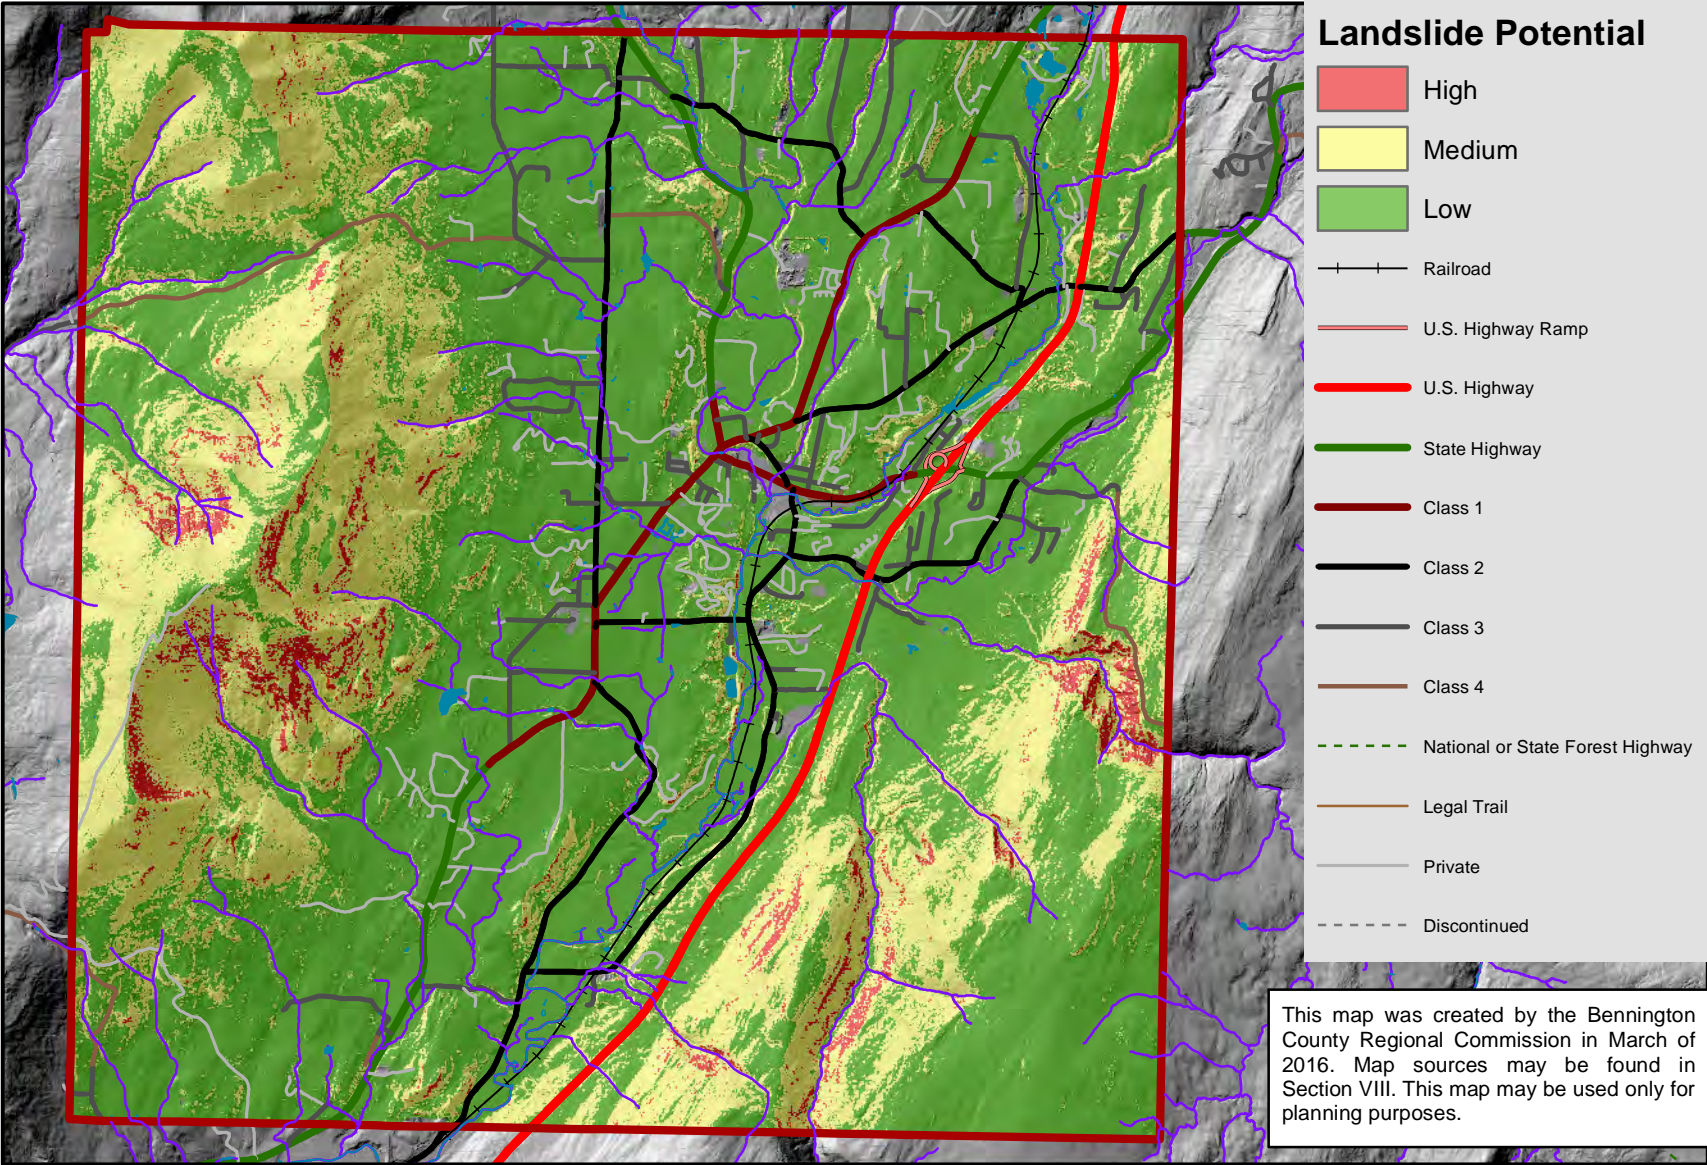 Landslide Potential
High
Medium
Low
Railroad
U.S. Highway Ramp
U.S. Highway
State Highway
Class 1
Class 2
Class 3
Class 4
National or State Forest Highway
Legal Trail
Private
Discontinued
This map was created by the Bennington
County Regional Commission in March of
2016. Map sources may be found in
Section VIII. This map may be used only for
planning purposes.